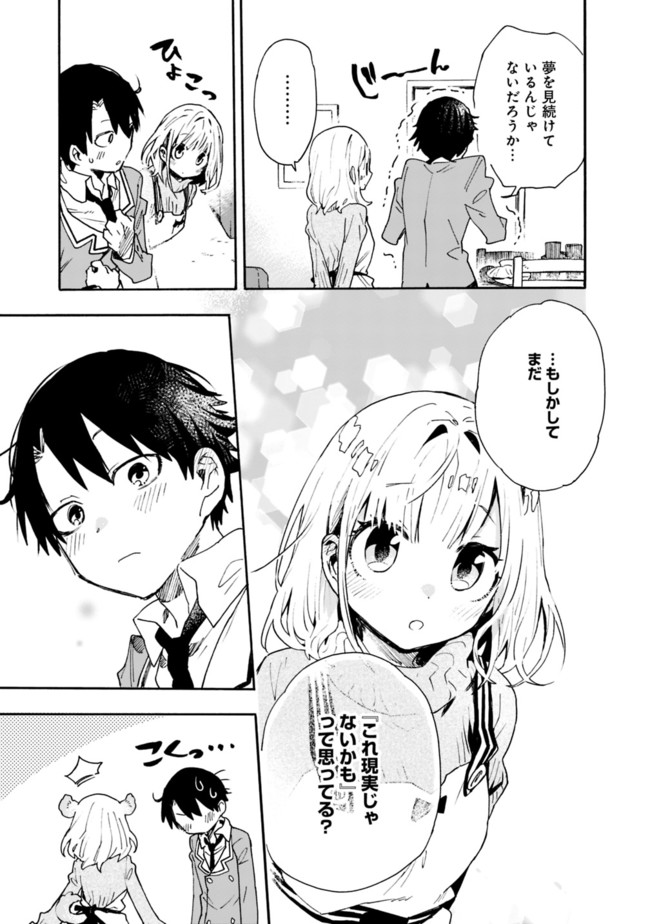 夢を見続けて
いるんじゃ
ないだろうか…
じーーん
………
ひょこっ
…もしかして
まだ
『これ現実じゃ
ないかも』
って思ってる？
こくっ…